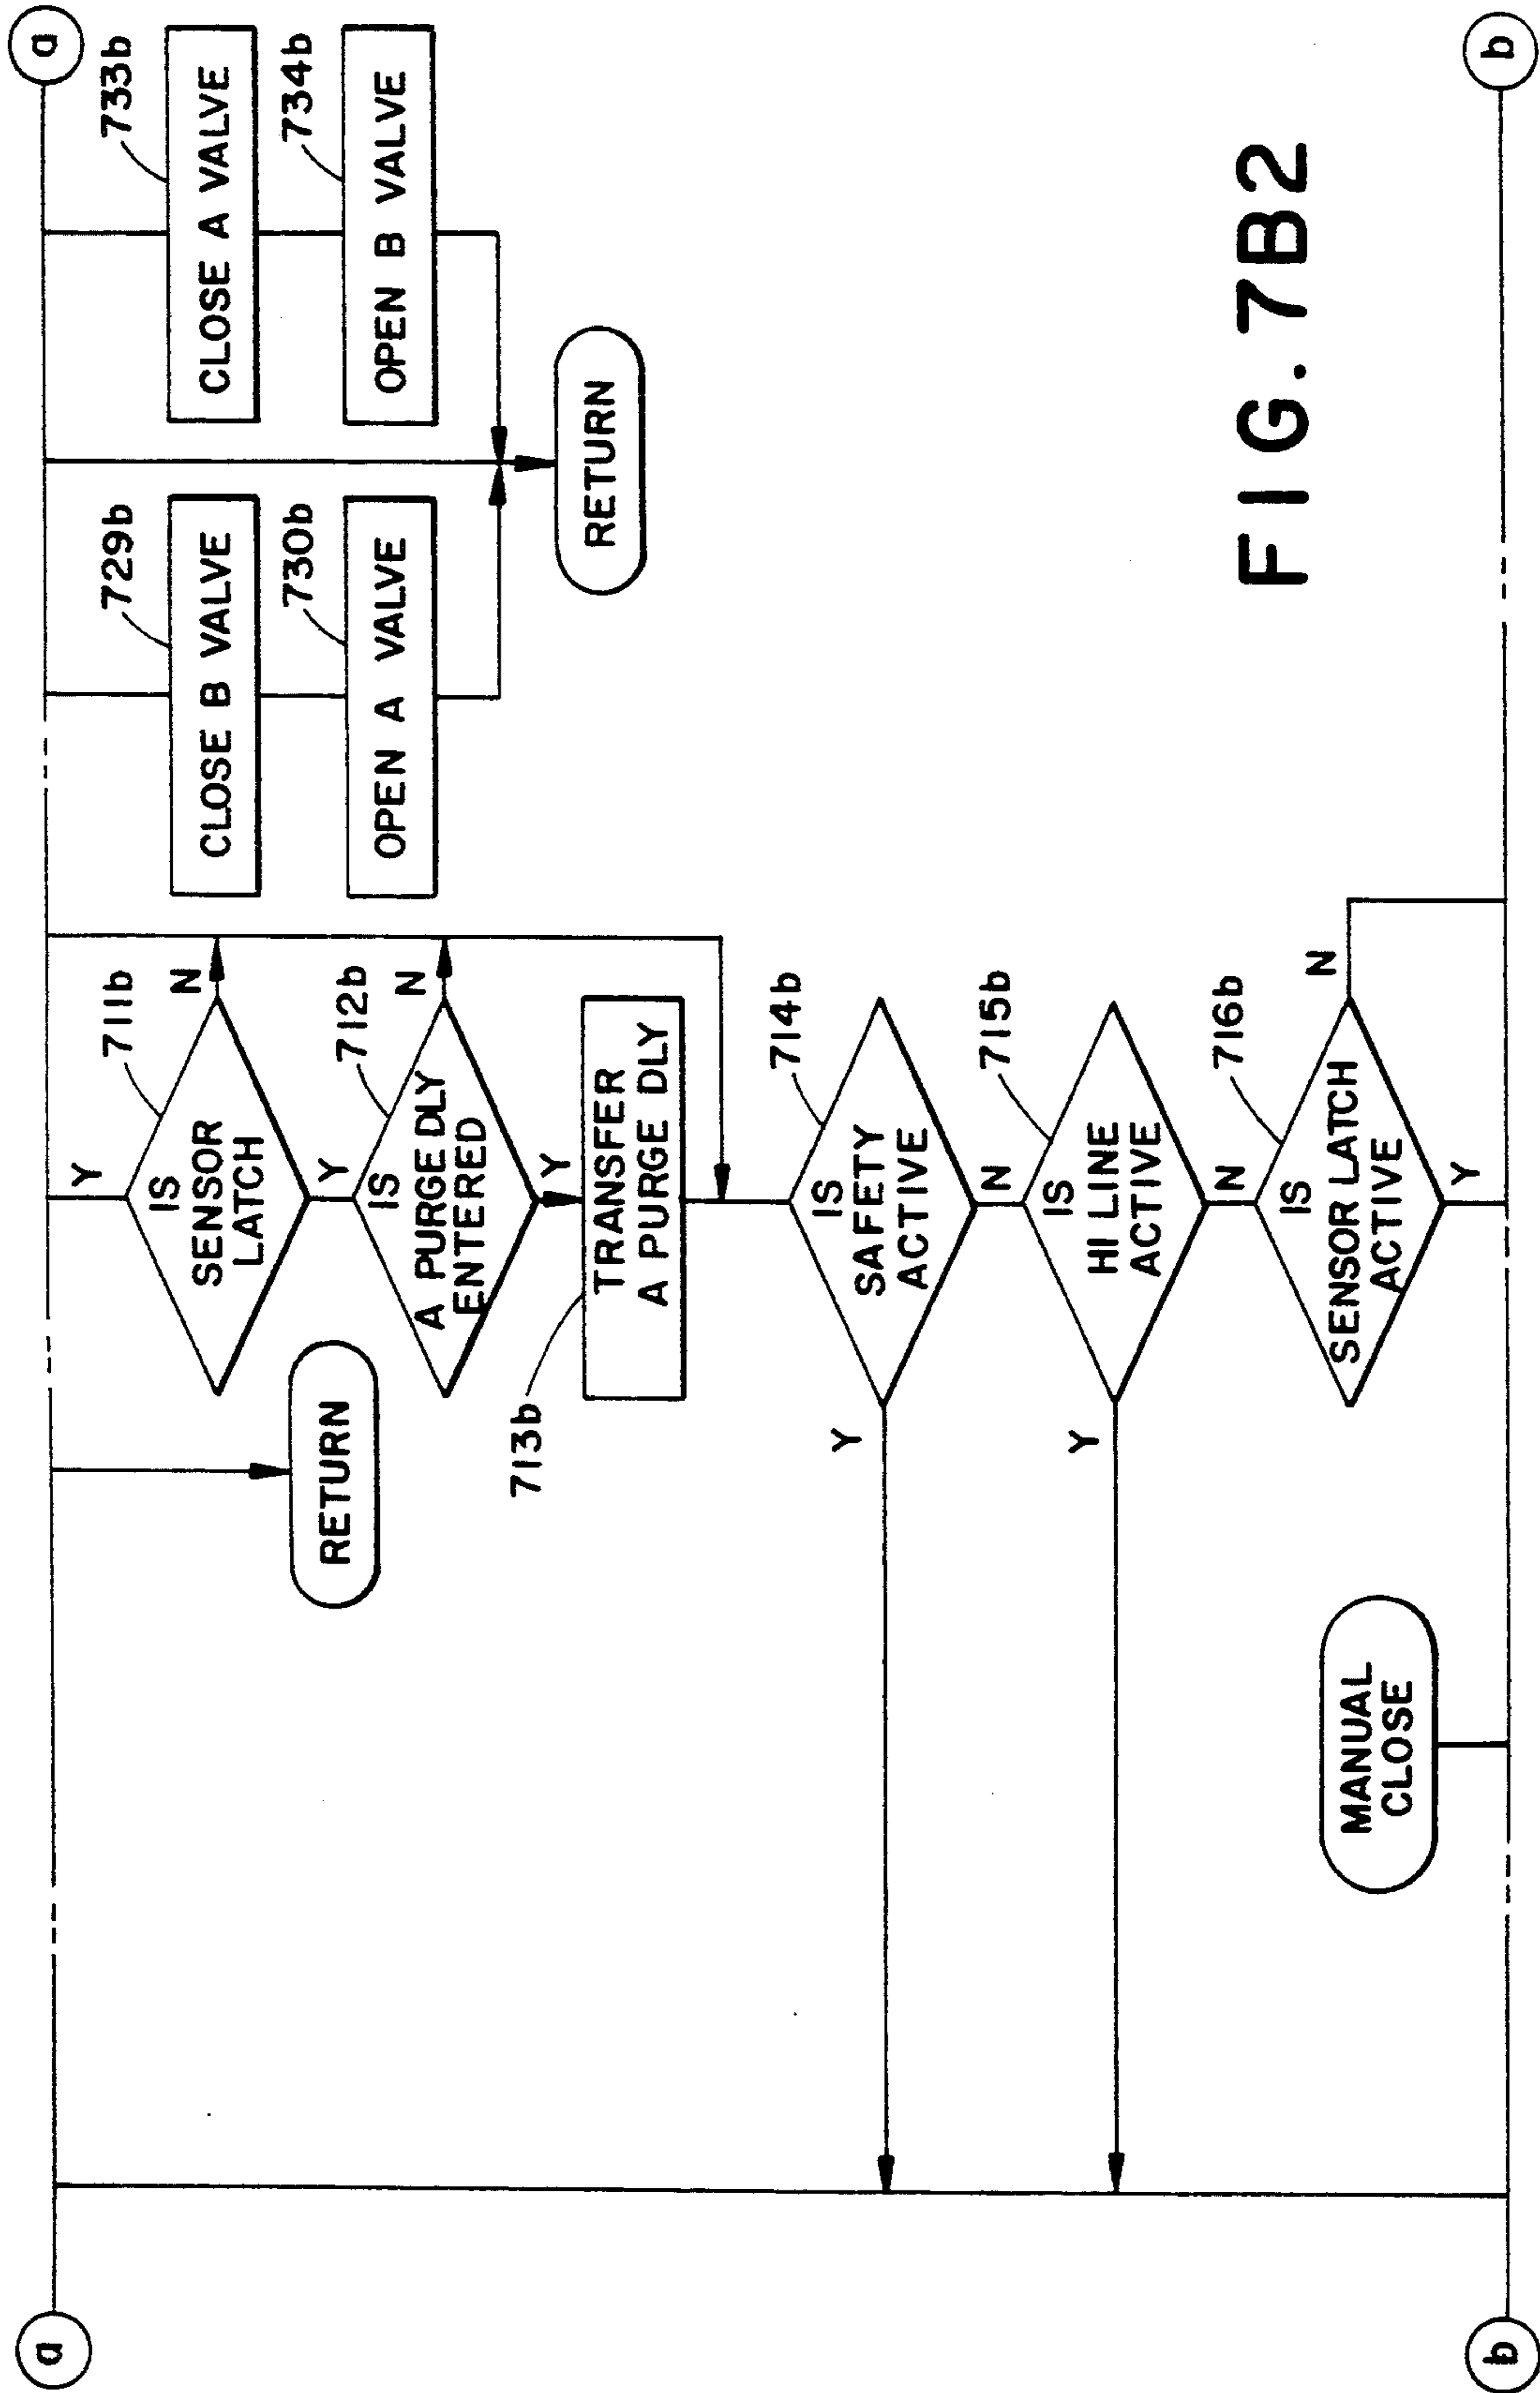 a
a
Y
711b
IS
SENSOR
LATCH
N
Y
712b
IS
A PURGE DLY
ENTERED
N
Y
713b
TRANSFER
A PURGE DLY
RETURN
729b
CLOSE B VALVE
730b
OPEN A VALVE
733b
CLOSE A VALVE
734b
OPEN B VALVE
RETURN
714b
IS
SAFETY
ACTIVE
Y
N
715b
IS
HI LINE
ACTIVE
Y
N
716b
IS
SENSOR LATCH
ACTIVE
N
Y
MANUAL
CLOSE
b
b
FIG. 7B2